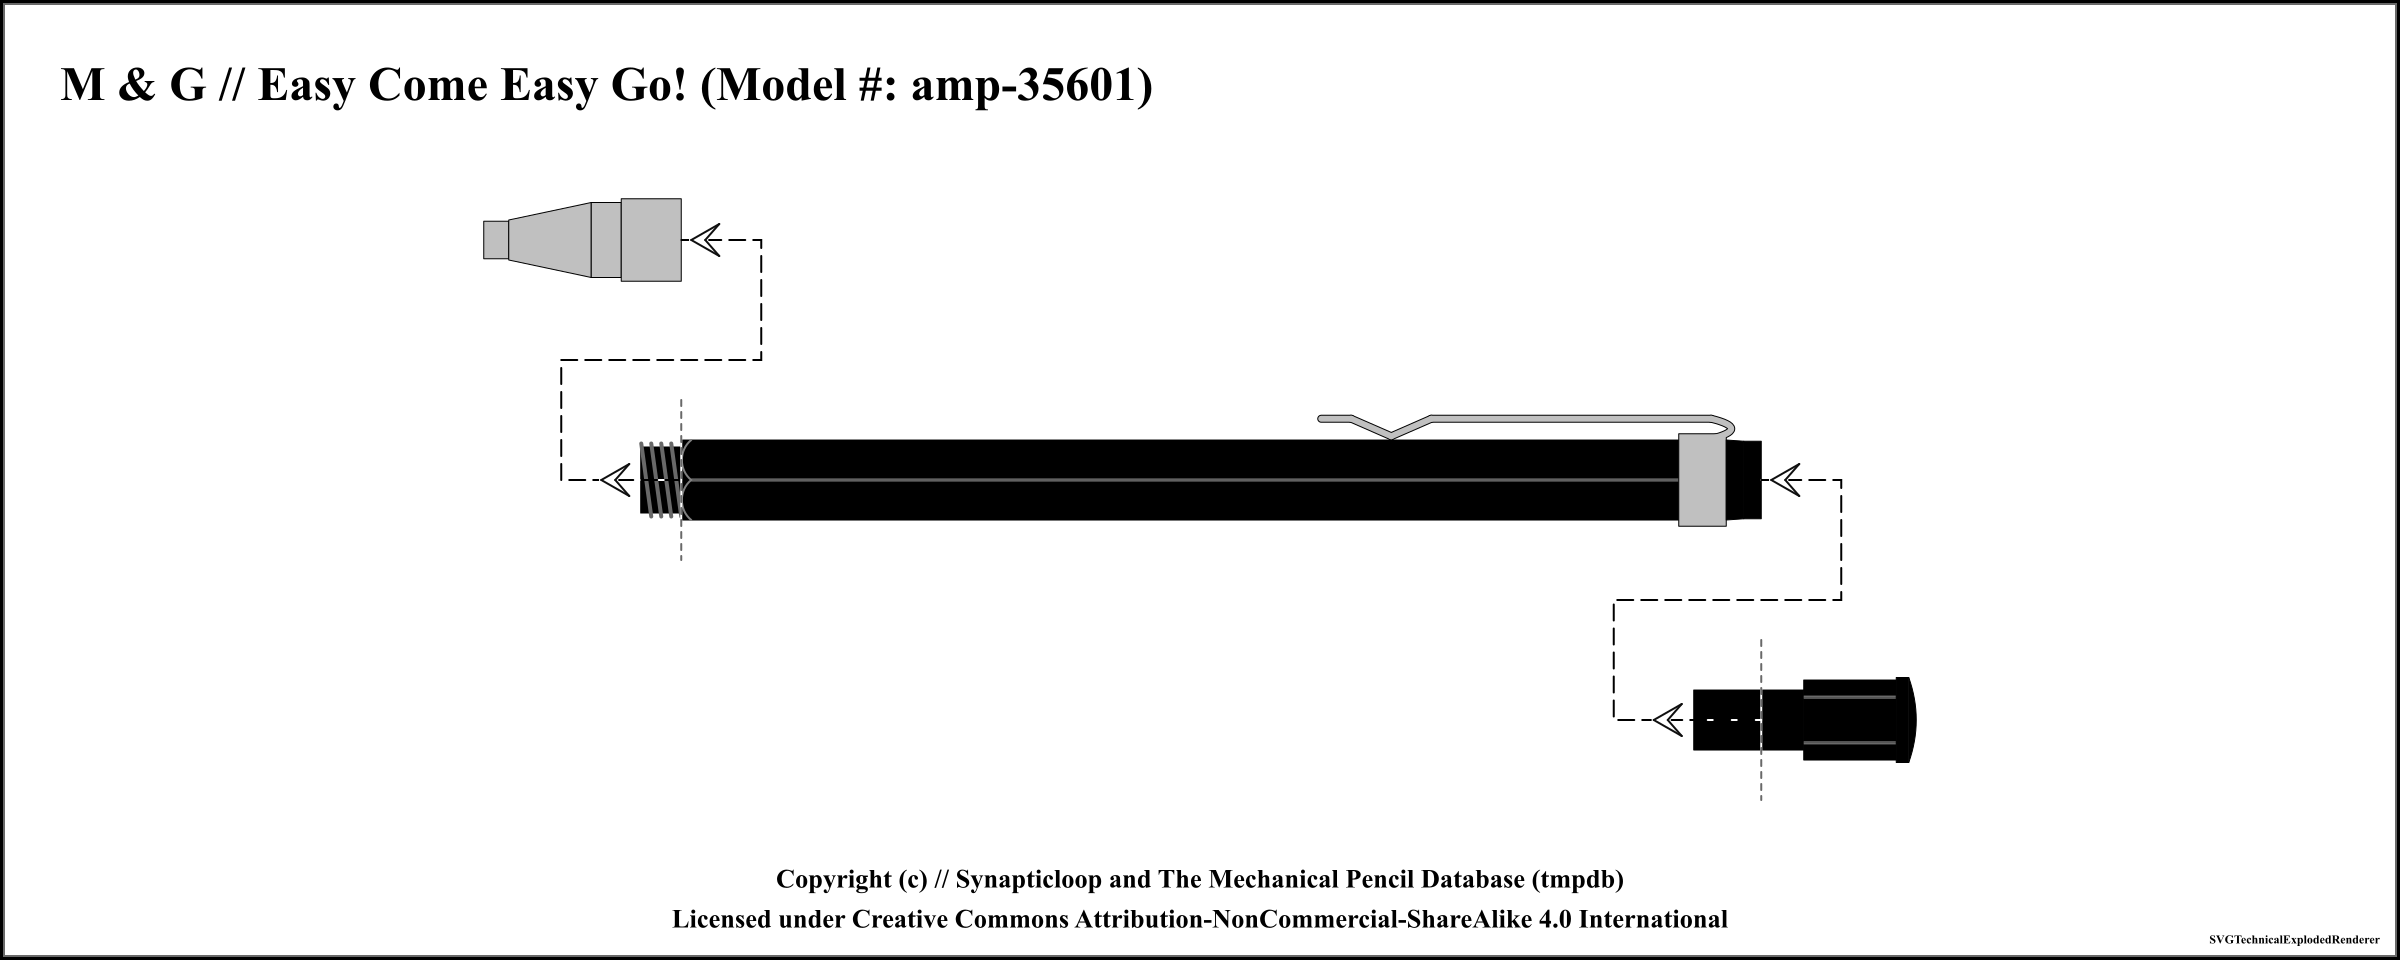 M & G // Easy Come Easy Go! (Model #: amp-35601)
Copyright (c) // Synapticloop and The Mechanical Pencil Database (tmpdb)
Licensed under Creative Commons Attribution-NonCommercial-ShareAlike 4.0 International
SVGTechnicalExplodedRenderer